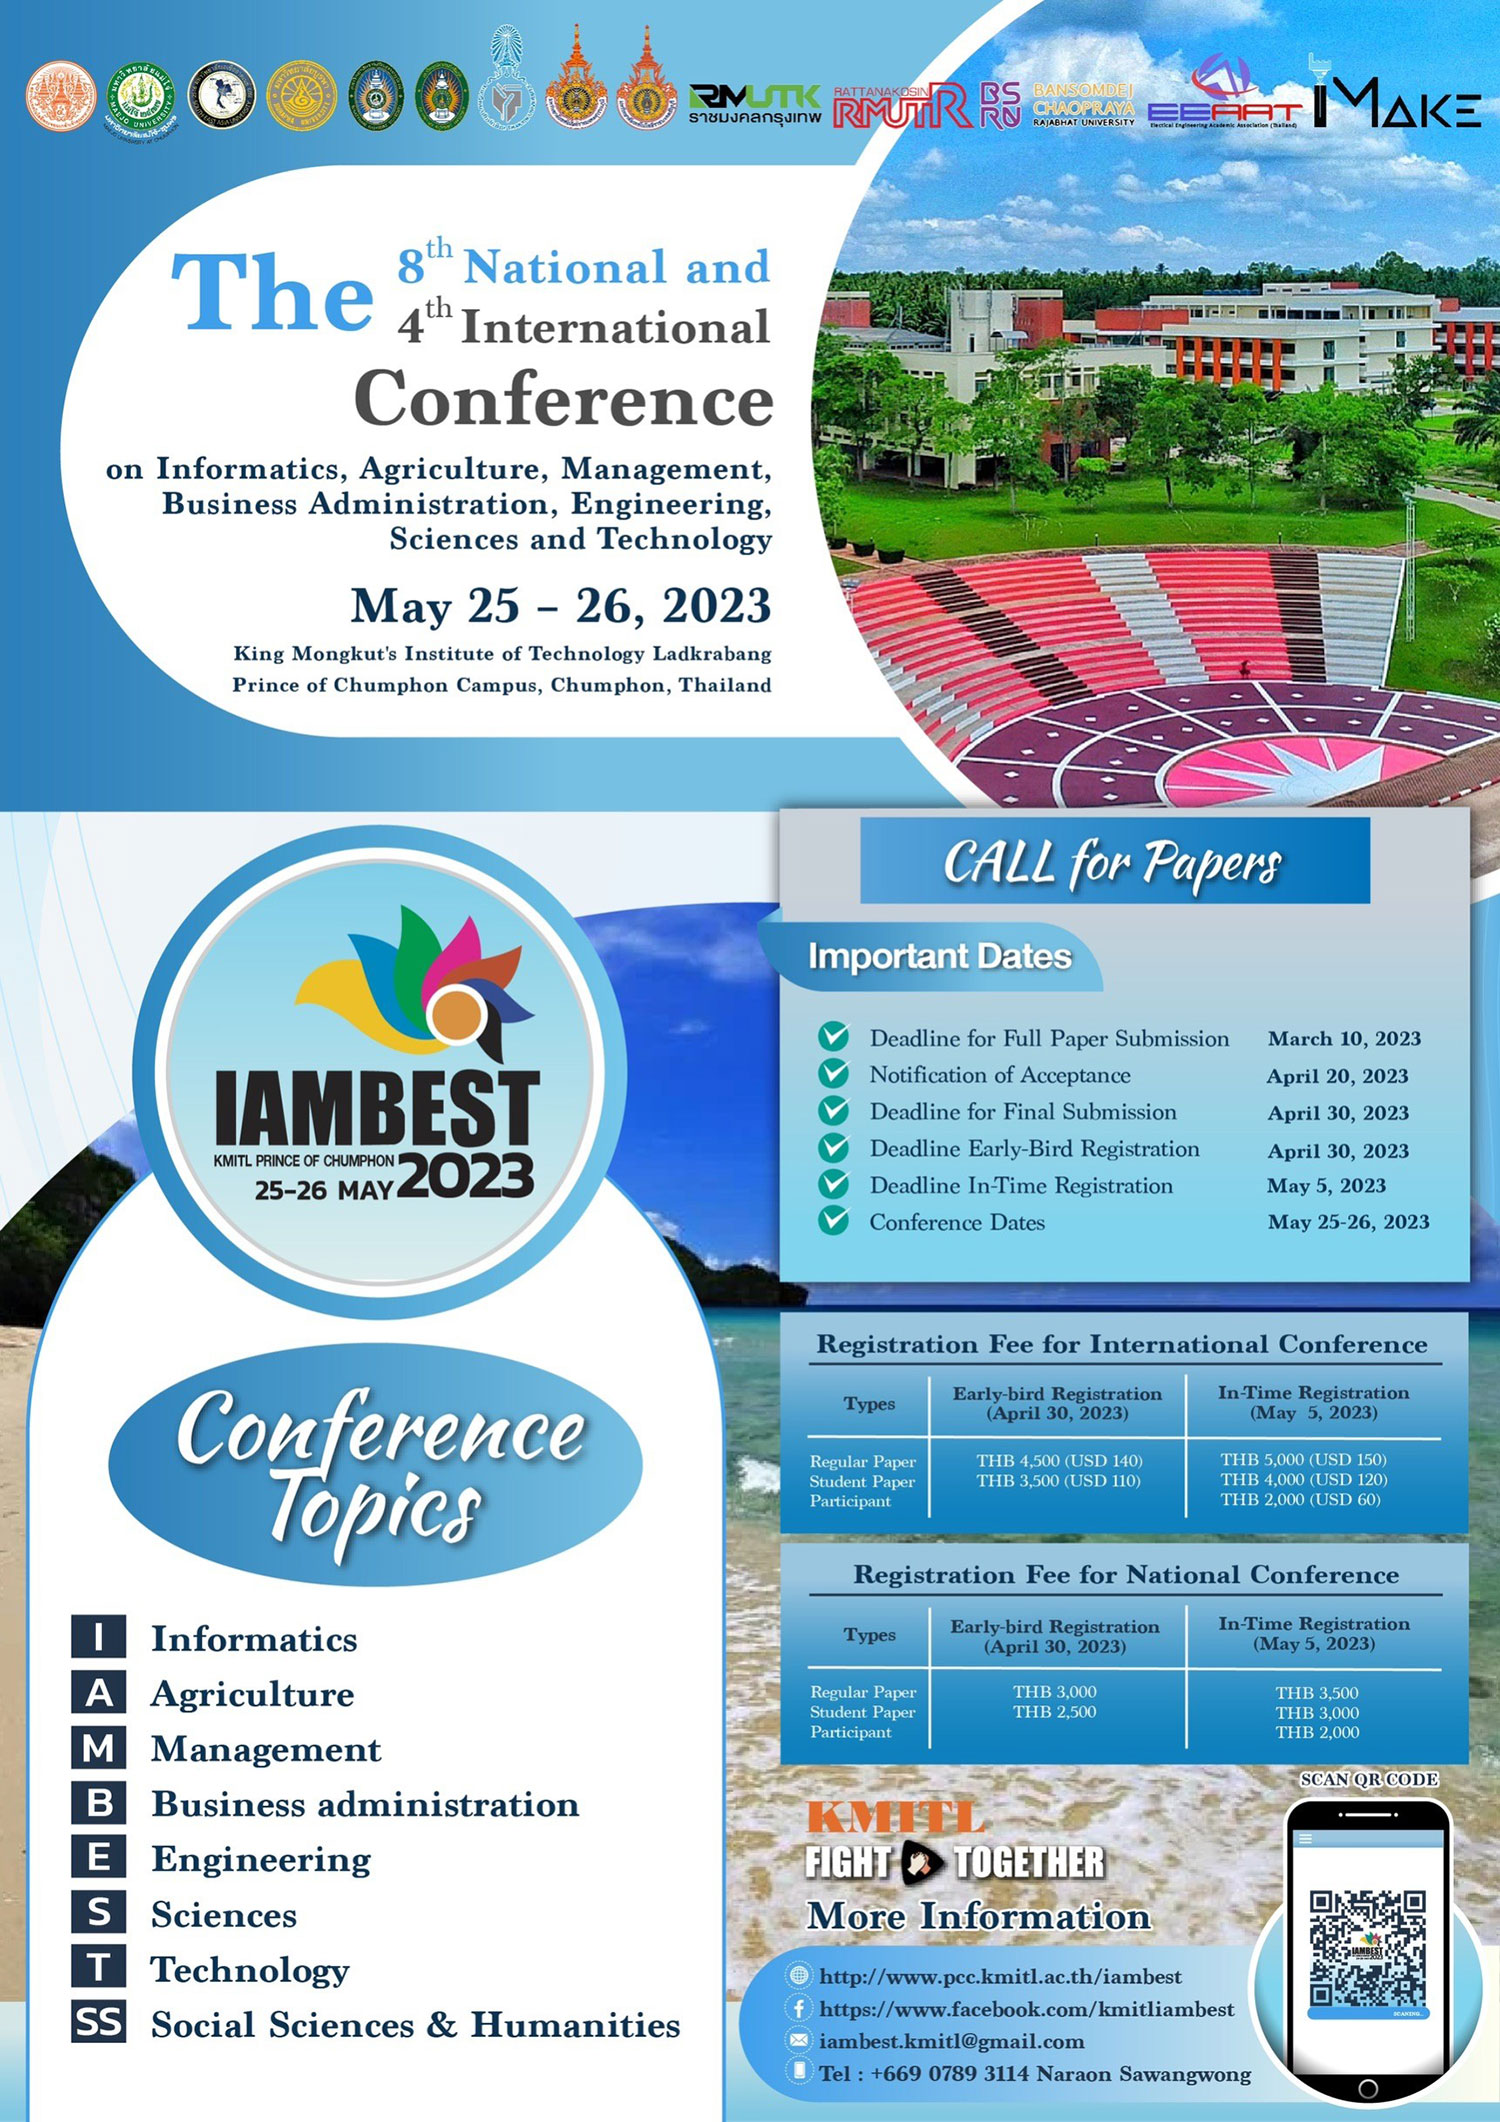 RMUTK
ราชมงคลกรุงเทพ
RATTANAKOSIN
RMUTR
BS
RU
BANSOMDEJ
CHAOPRAYA
RAJABHAT UNIVERSITY
EEAAT
Electrical Engineering Academic Association (Thailand)
iMAKE
The 8th National and
4th International
Conference
on Informatics, Agriculture, Management,
Business Administration, Engineering,
Sciences and Technology
May 25 – 26, 2023
King Mongkut's Institute of Technology Ladkrabang
Prince of Chumphon Campus, Chumphon, Thailand
IAMBEST
KMITL PRINCE OF CHUMPHON
25-26 MAY 2023
CALL for Papers
Important Dates
Deadline for Full Paper Submission March 10, 2023
Notification of Acceptance April 20, 2023
Deadline for Final Submission April 30, 2023
Deadline Early-Bird Registration April 30, 2023
Deadline In-Time Registration May 5, 2023
Conference Dates May 25-26, 2023
Conference
Topics
I Informatics
A Agriculture
M Management
B Business administration
E Engineering
S Sciences
T Technology
SS Social Sciences & Humanities
Registration Fee for International Conference
Types Early-bird Registration (April 30, 2023) In-Time Registration (May 5, 2023)
Regular Paper THB 4,500 (USD 140) THB 5,000 (USD 150)
Student Paper THB 3,500 (USD 110) THB 4,000 (USD 120)
Participant THB 2,000 (USD 60)
Registration Fee for National Conference
Types Early-bird Registration (April 30, 2023) In-Time Registration (May 5, 2023)
Regular Paper THB 3,000 THB 3,500
Student Paper THB 2,500 THB 3,000
Participant THB 2,000
SCAN QR CODE
IAMBEST
2023
SCANING...
KMITL
FIGHT TOGETHER
More Information
http://www.pcc.kmitl.ac.th/iambest
https://www.facebook.com/kmitliambest
iambest.kmitl@gmail.com
Tel : +669 0789 3114 Naraon Sawangwong